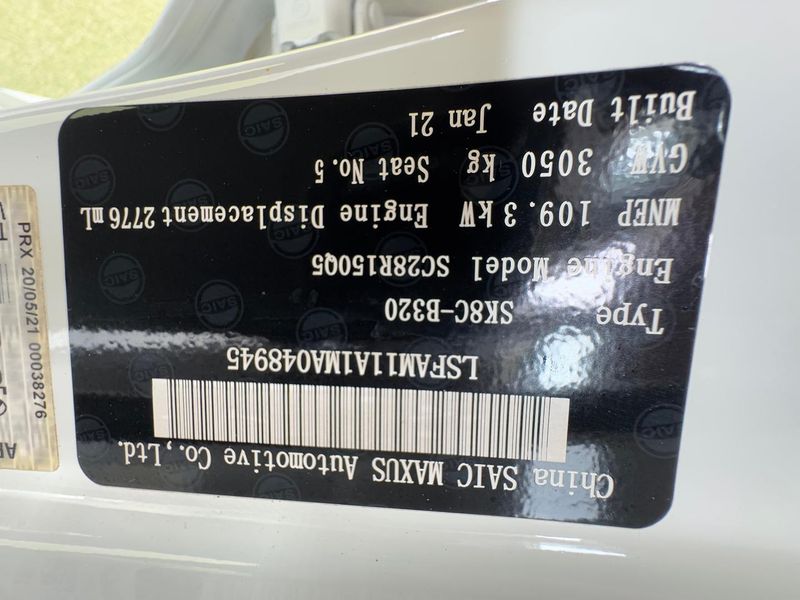 China SAIC MAXUS Automotive Co., Ltd.
LSFAM11A1MA048945
Type SK8C-B320
Engine Model SC28R150Q5
MNEP 109.3 kW Engine Displacement 2776 mL
GVW 3050 kg Seat No. 5
Built Date Jan 21
PRX 20/05/21 00038276